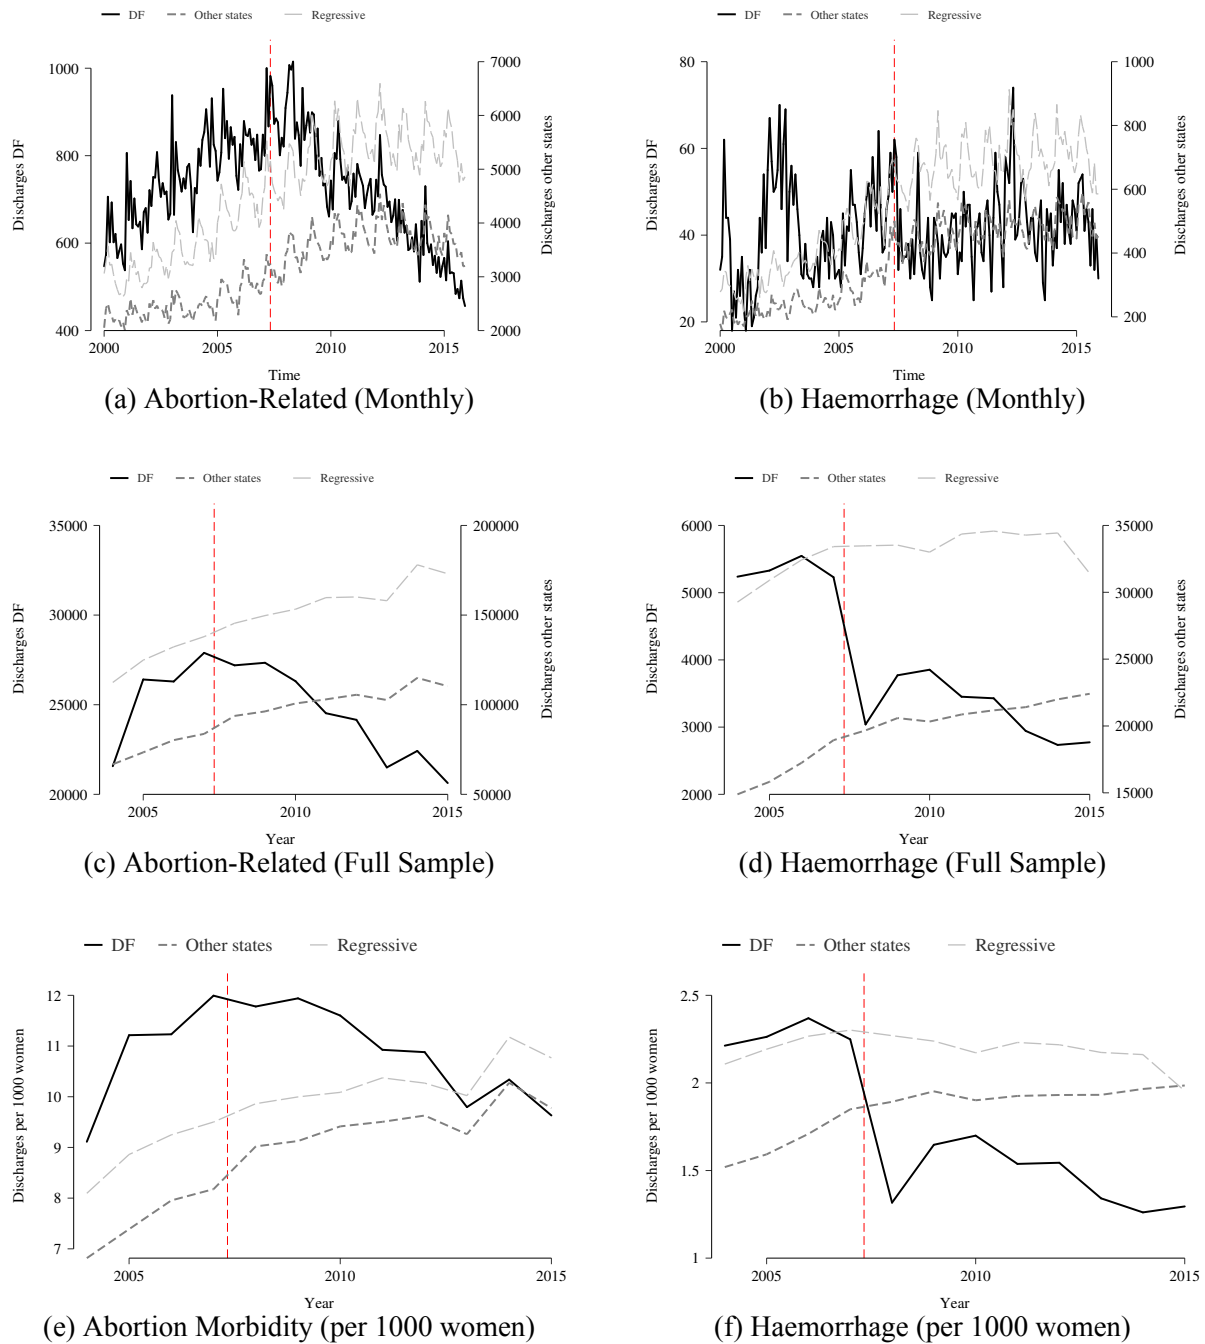 DF Other states Regressive
Discharges DF
1000
800
600
400
7000
6000
5000
4000
3000
2000
Discharges other states
2000 2005 2010 2015
Time
(a) Abortion-Related (Monthly)
DF Other states Regressive
Discharges DF
80
60
40
20
1000
800
600
400
200
Discharges other states
2000 2005 2010 2015
Time
(b) Haemorrhage (Monthly)
DF Other states Regressive
Discharges DF
35000
30000
25000
20000
200000
150000
100000
50000
Discharges other states
2005 2010 2015
Year
(c) Abortion-Related (Full Sample)
DF Other states Regressive
Discharges DF
6000
5000
4000
3000
2000
35000
30000
25000
20000
15000
Discharges other states
2005 2010 2015
Year
(d) Haemorrhage (Full Sample)
DF Other states Regressive
Discharges per 1000 women
12
11
10
9
8
7
2005 2010 2015
Year
(e) Abortion Morbidity (per 1000 women)
DF Other states Regressive
Discharges per 1000 women
2.5
2
1.5
1
2005 2010 2015
Year
(f) Haemorrhage (per 1000 women)